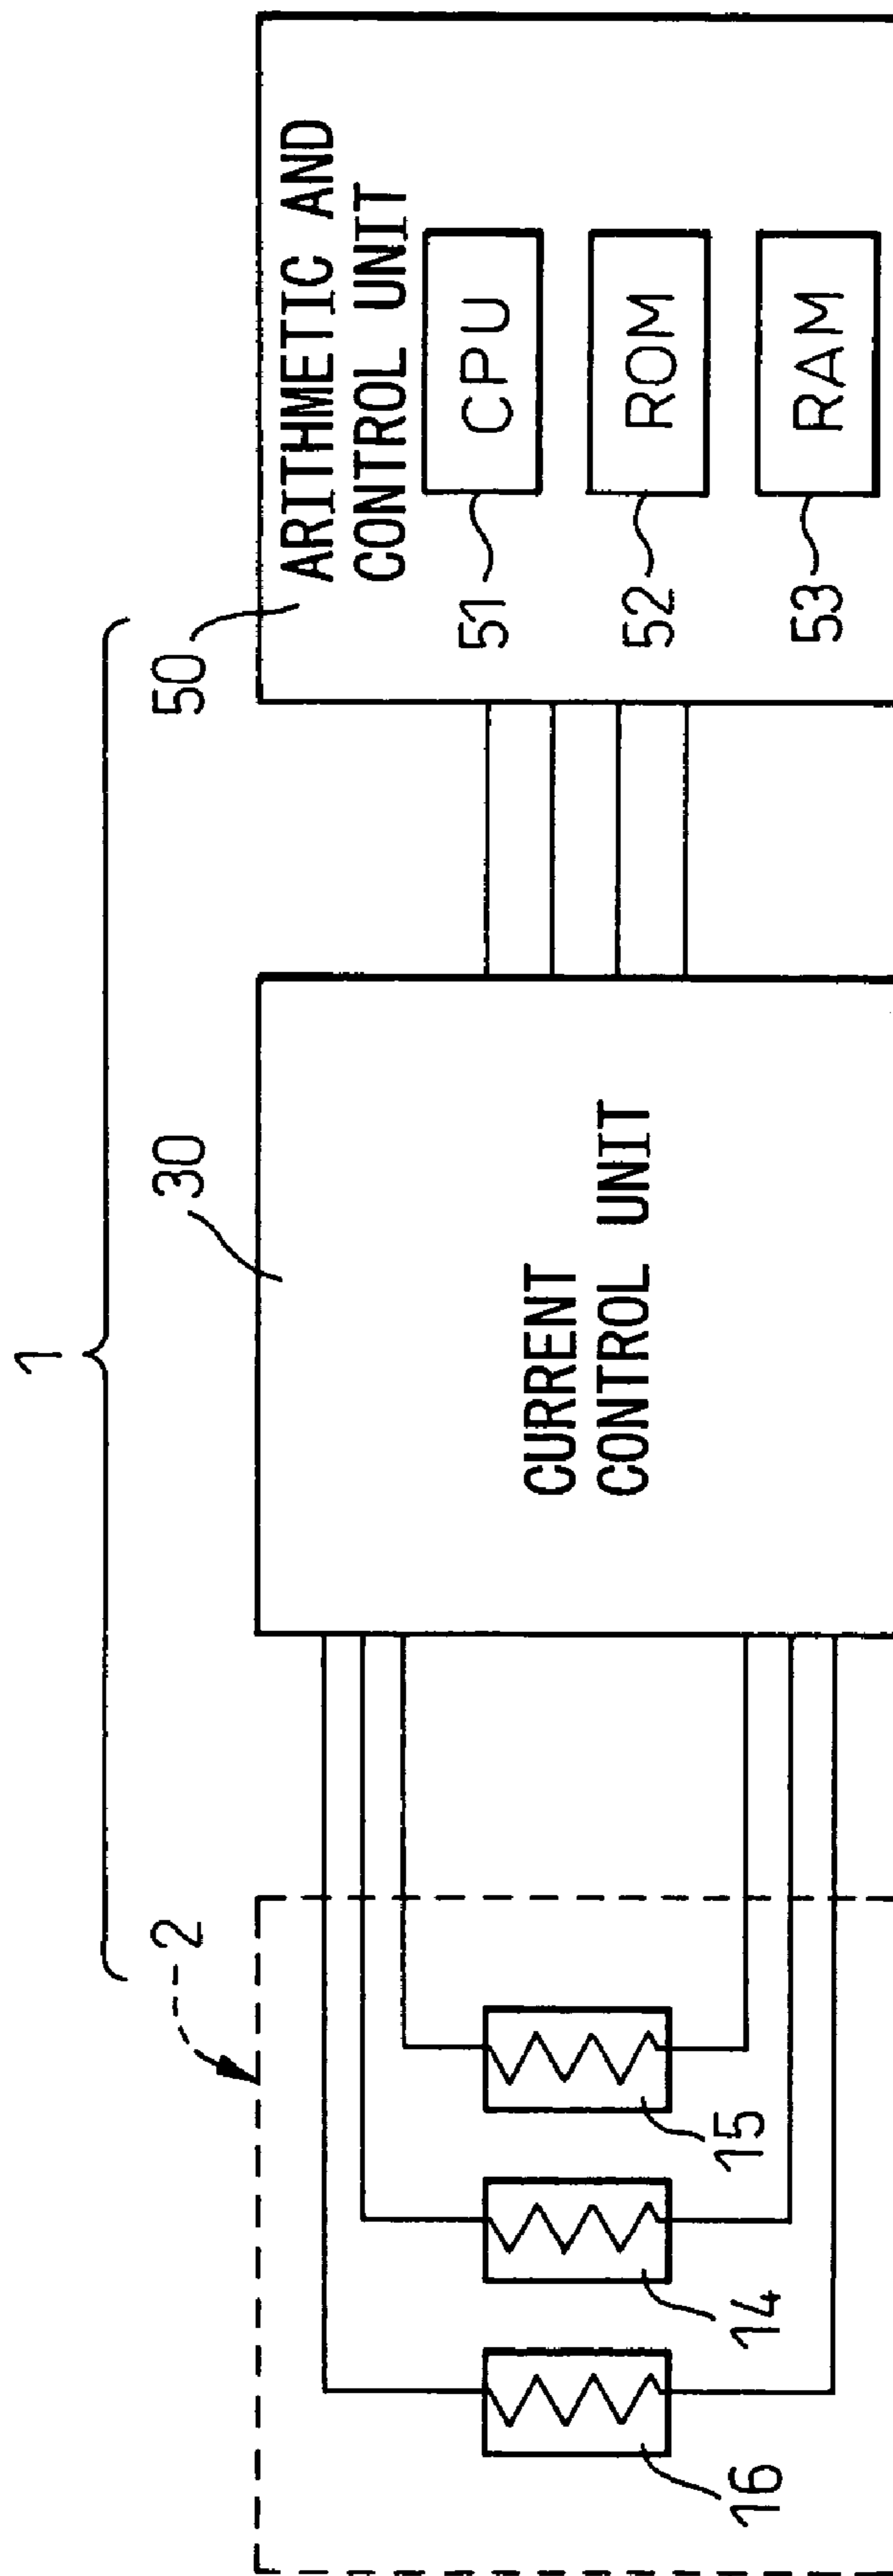 1
2
30
50
ARITHMETIC AND
CONTROL UNIT
CURRENT
CONTROL UNIT
CPU
51
ROM
52
RAM
53
16
14
15